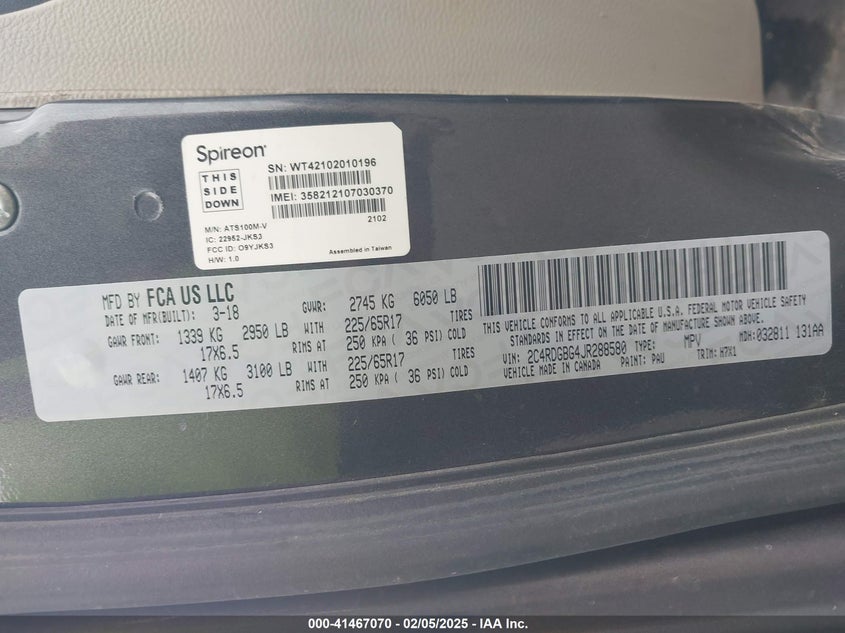 Spireon
THIS
SIDE
DOWN
SN: WT42102010196
IMEI: 358212107030370
2102
M/N: ATS100M-V
IC: 22952-JKS3
FCC ID: O9YJKS3
H/W: 1.0
Assembled in Taiwan
MFD BY FCA US LLC
DATE OF MFR(BUILT): 3-18 GVWR: 2745 KG 6050 LB
GAWR FRONT: 1339 KG 2950 LB WITH 225/65R17 TIRES
17X6.5 RIMS AT 250 KPA ( 36 PSI) COLD
GAWR REAR: 1407 KG 3100 LB WITH 225/65R17 TIRES
17X6.5 RIMS AT 250 KPA ( 36 PSI) COLD
THIS VEHICLE CONFORMS TO ALL APPLICABLE U.S.A. FEDERAL MOTOR VEHICLE SAFETY
STANDARDS IN EFFECT ON THE DATE OF MANUFACTURE SHOWN ABOVE.
VIN: 2C4RDGBG4JR288580 TYPE: MPV MDH: 032811 131AA
VEHICLE MADE IN CANADA PAINT: PAU TRIM: H7X1
000-41467070 - 02/05/2025 - IAA Inc.